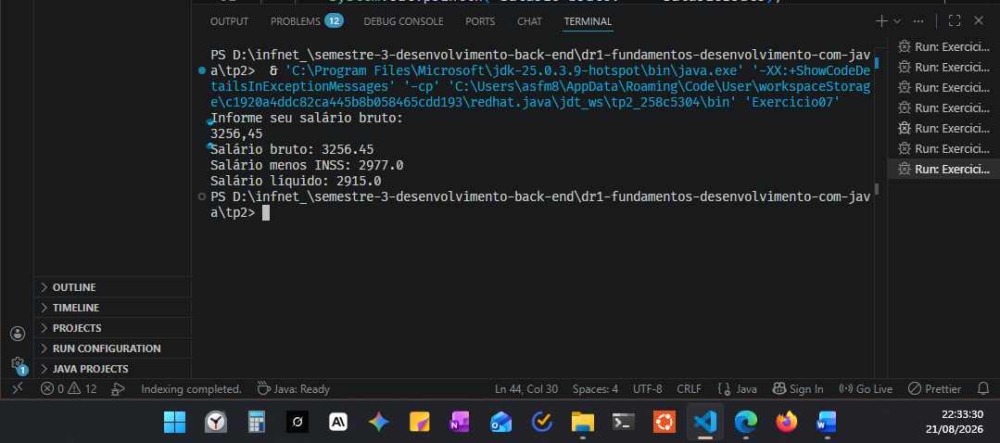 OUTPUT PROBLEMS 12 DEBUG CONSOLE PORTS CHAT TERMINAL
PS D:\infnet_\semestre-3-desenvolvimento-back-end\dr1-fundamentos-desenvolvimento-com-jav
a\tp2>  & 'C:\Program Files\Microsoft\jdk-25.0.3.9-hotspot\bin\java.exe' '-XX:+ShowCodeDe
tailsInExceptionMessages' '-cp' 'C:\Users\asfm8\AppData\Roaming\Code\User\workspaceStorag
e\c1920a4ddc82ca445b8b058465cdd193\redhat.java\jdt_ws\tp2_258c5304\bin' 'Exercicio07'
Informe seu salário bruto:
3256,45
Salário bruto: 3256.45
Salário menos INSS: 2977.0
Salário líquido: 2915.0
PS D:\infnet_\semestre-3-desenvolvimento-back-end\dr1-fundamentos-desenvolvimento-com-jav
a\tp2>
Run: Exercici...
Run: Exercici...
Run: Exercici...
Run: Exercici...
Run: Exercici...
Run: Exercici...
Run: Exercici...
OUTLINE
TIMELINE
PROJECTS
RUN CONFIGURATION
JAVA PROJECTS
1
0 12 Indexing completed. Java: Ready Ln 44, Col 30 Spaces: 4 UTF-8 CRLF Java Sign In Go Live Prettier
22:33:30
21/08/2026